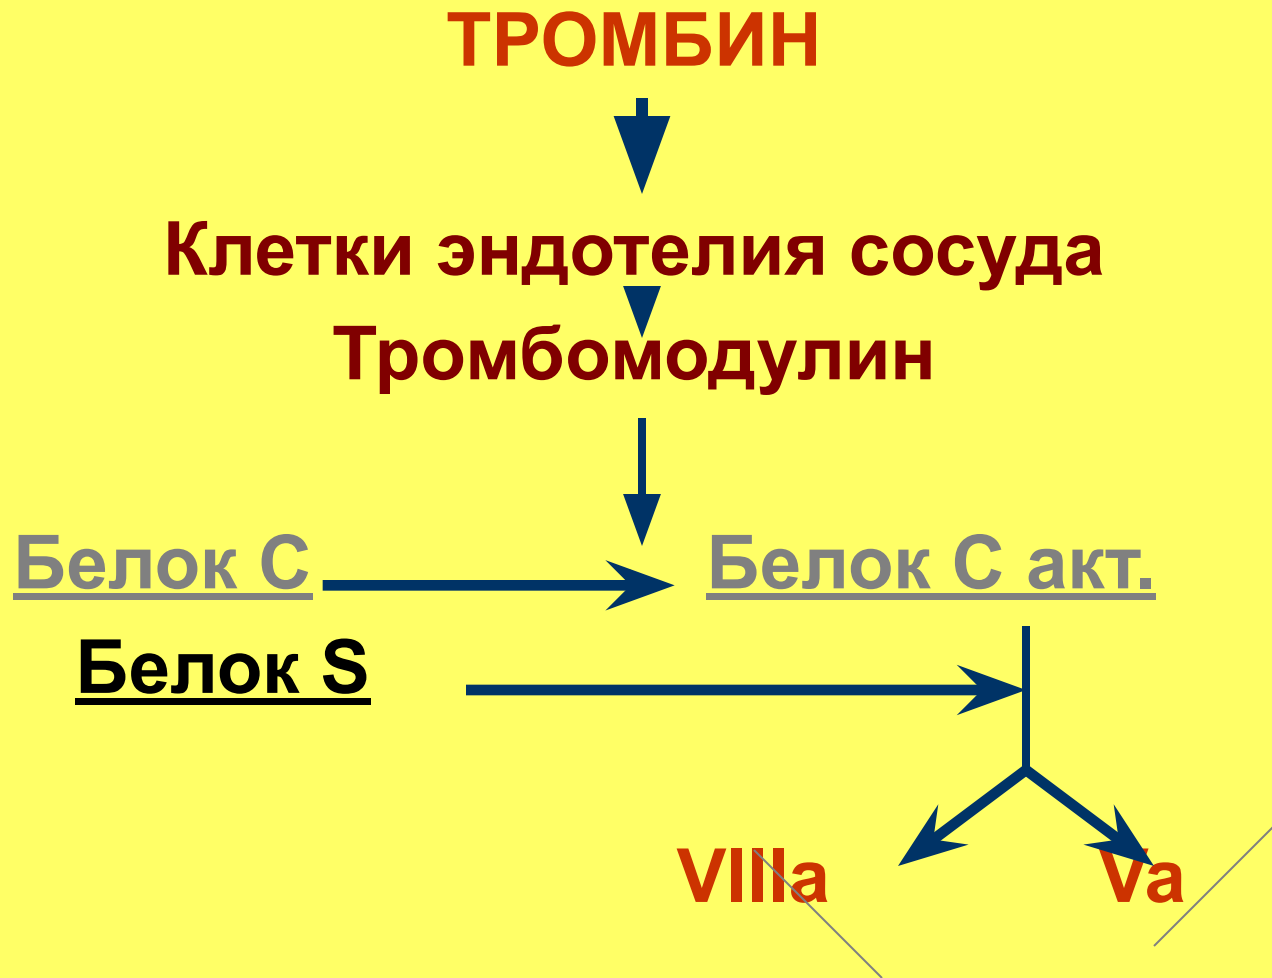 ТРОМБИН
Клетки эндотелия сосуда
Тромбомодулин
Белок С Белок С акт.
Белок S
VIIIa Va